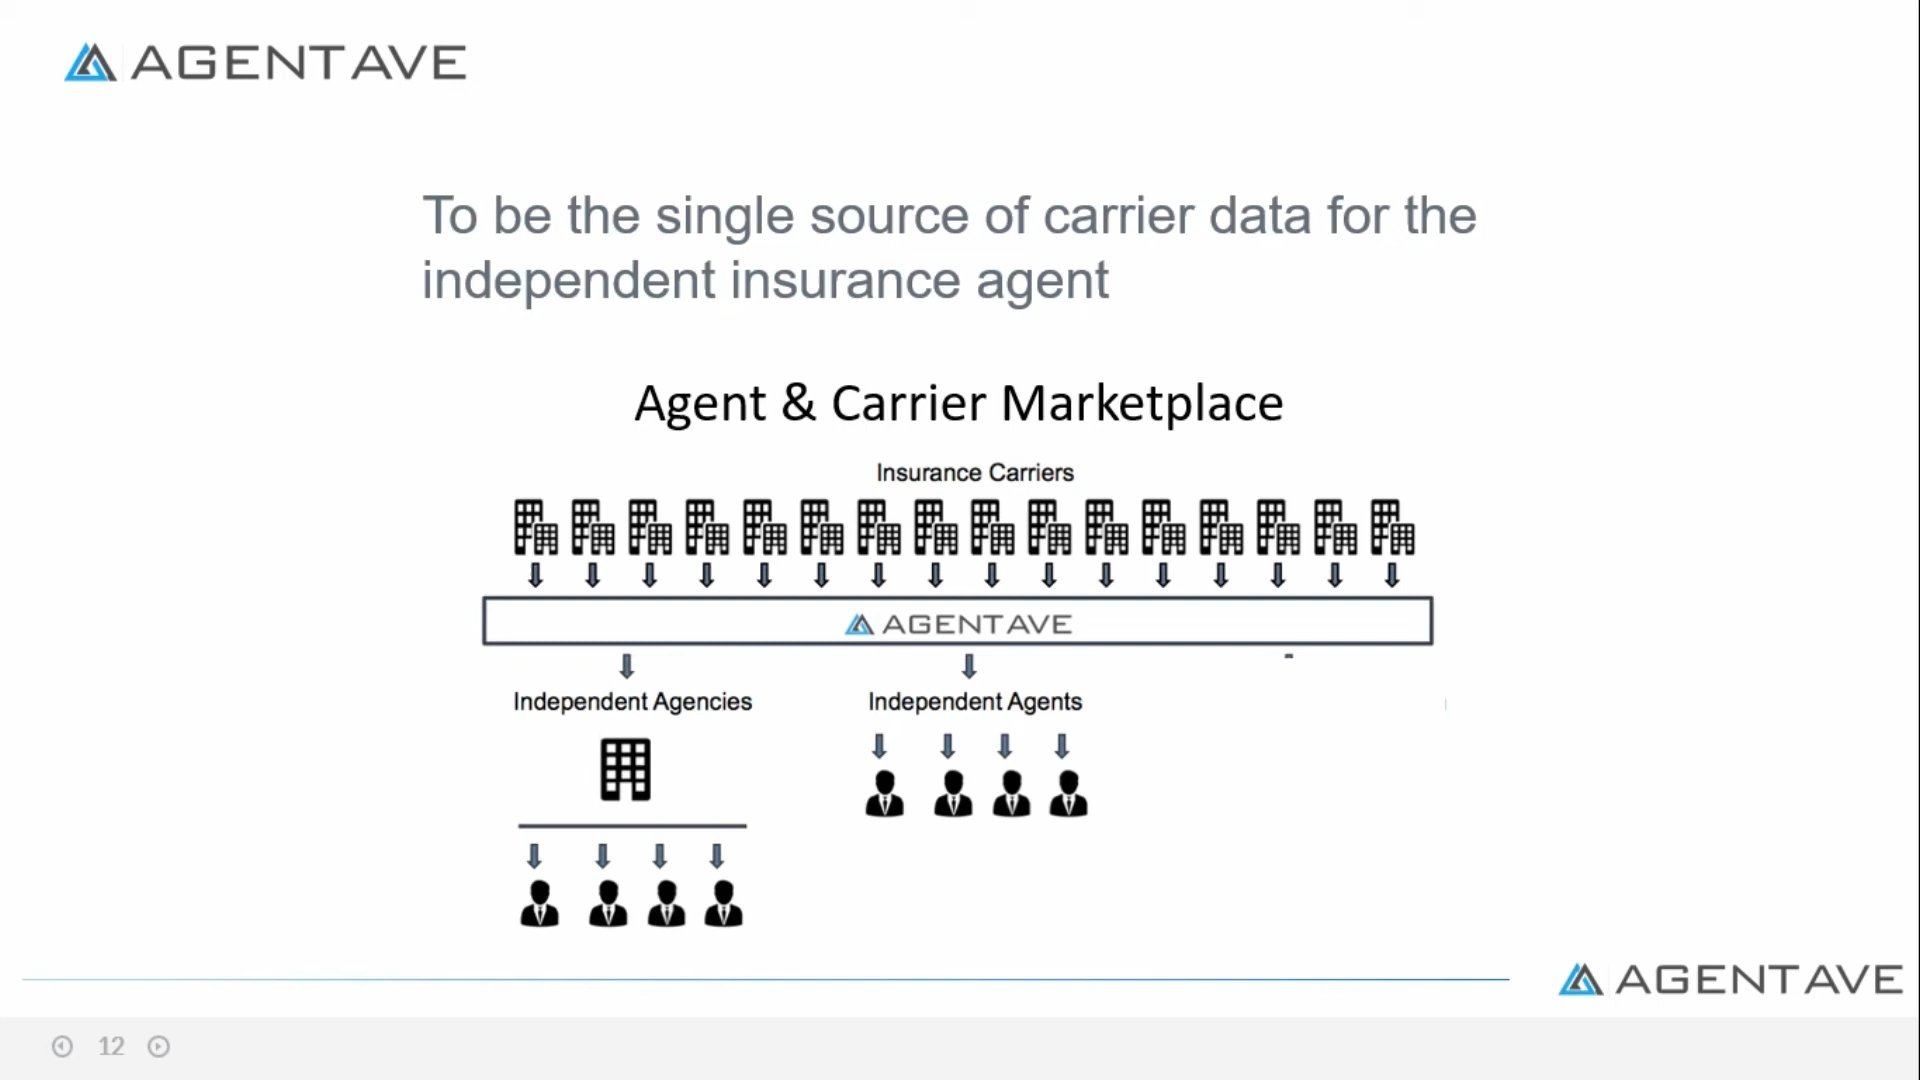 AGENTAVE
To be the single source of carrier data for the
independent insurance agent
Agent & Carrier Marketplace
Insurance Carriers
AGENTAVE
Independent Agencies
Independent Agents
AGENTAVE
12